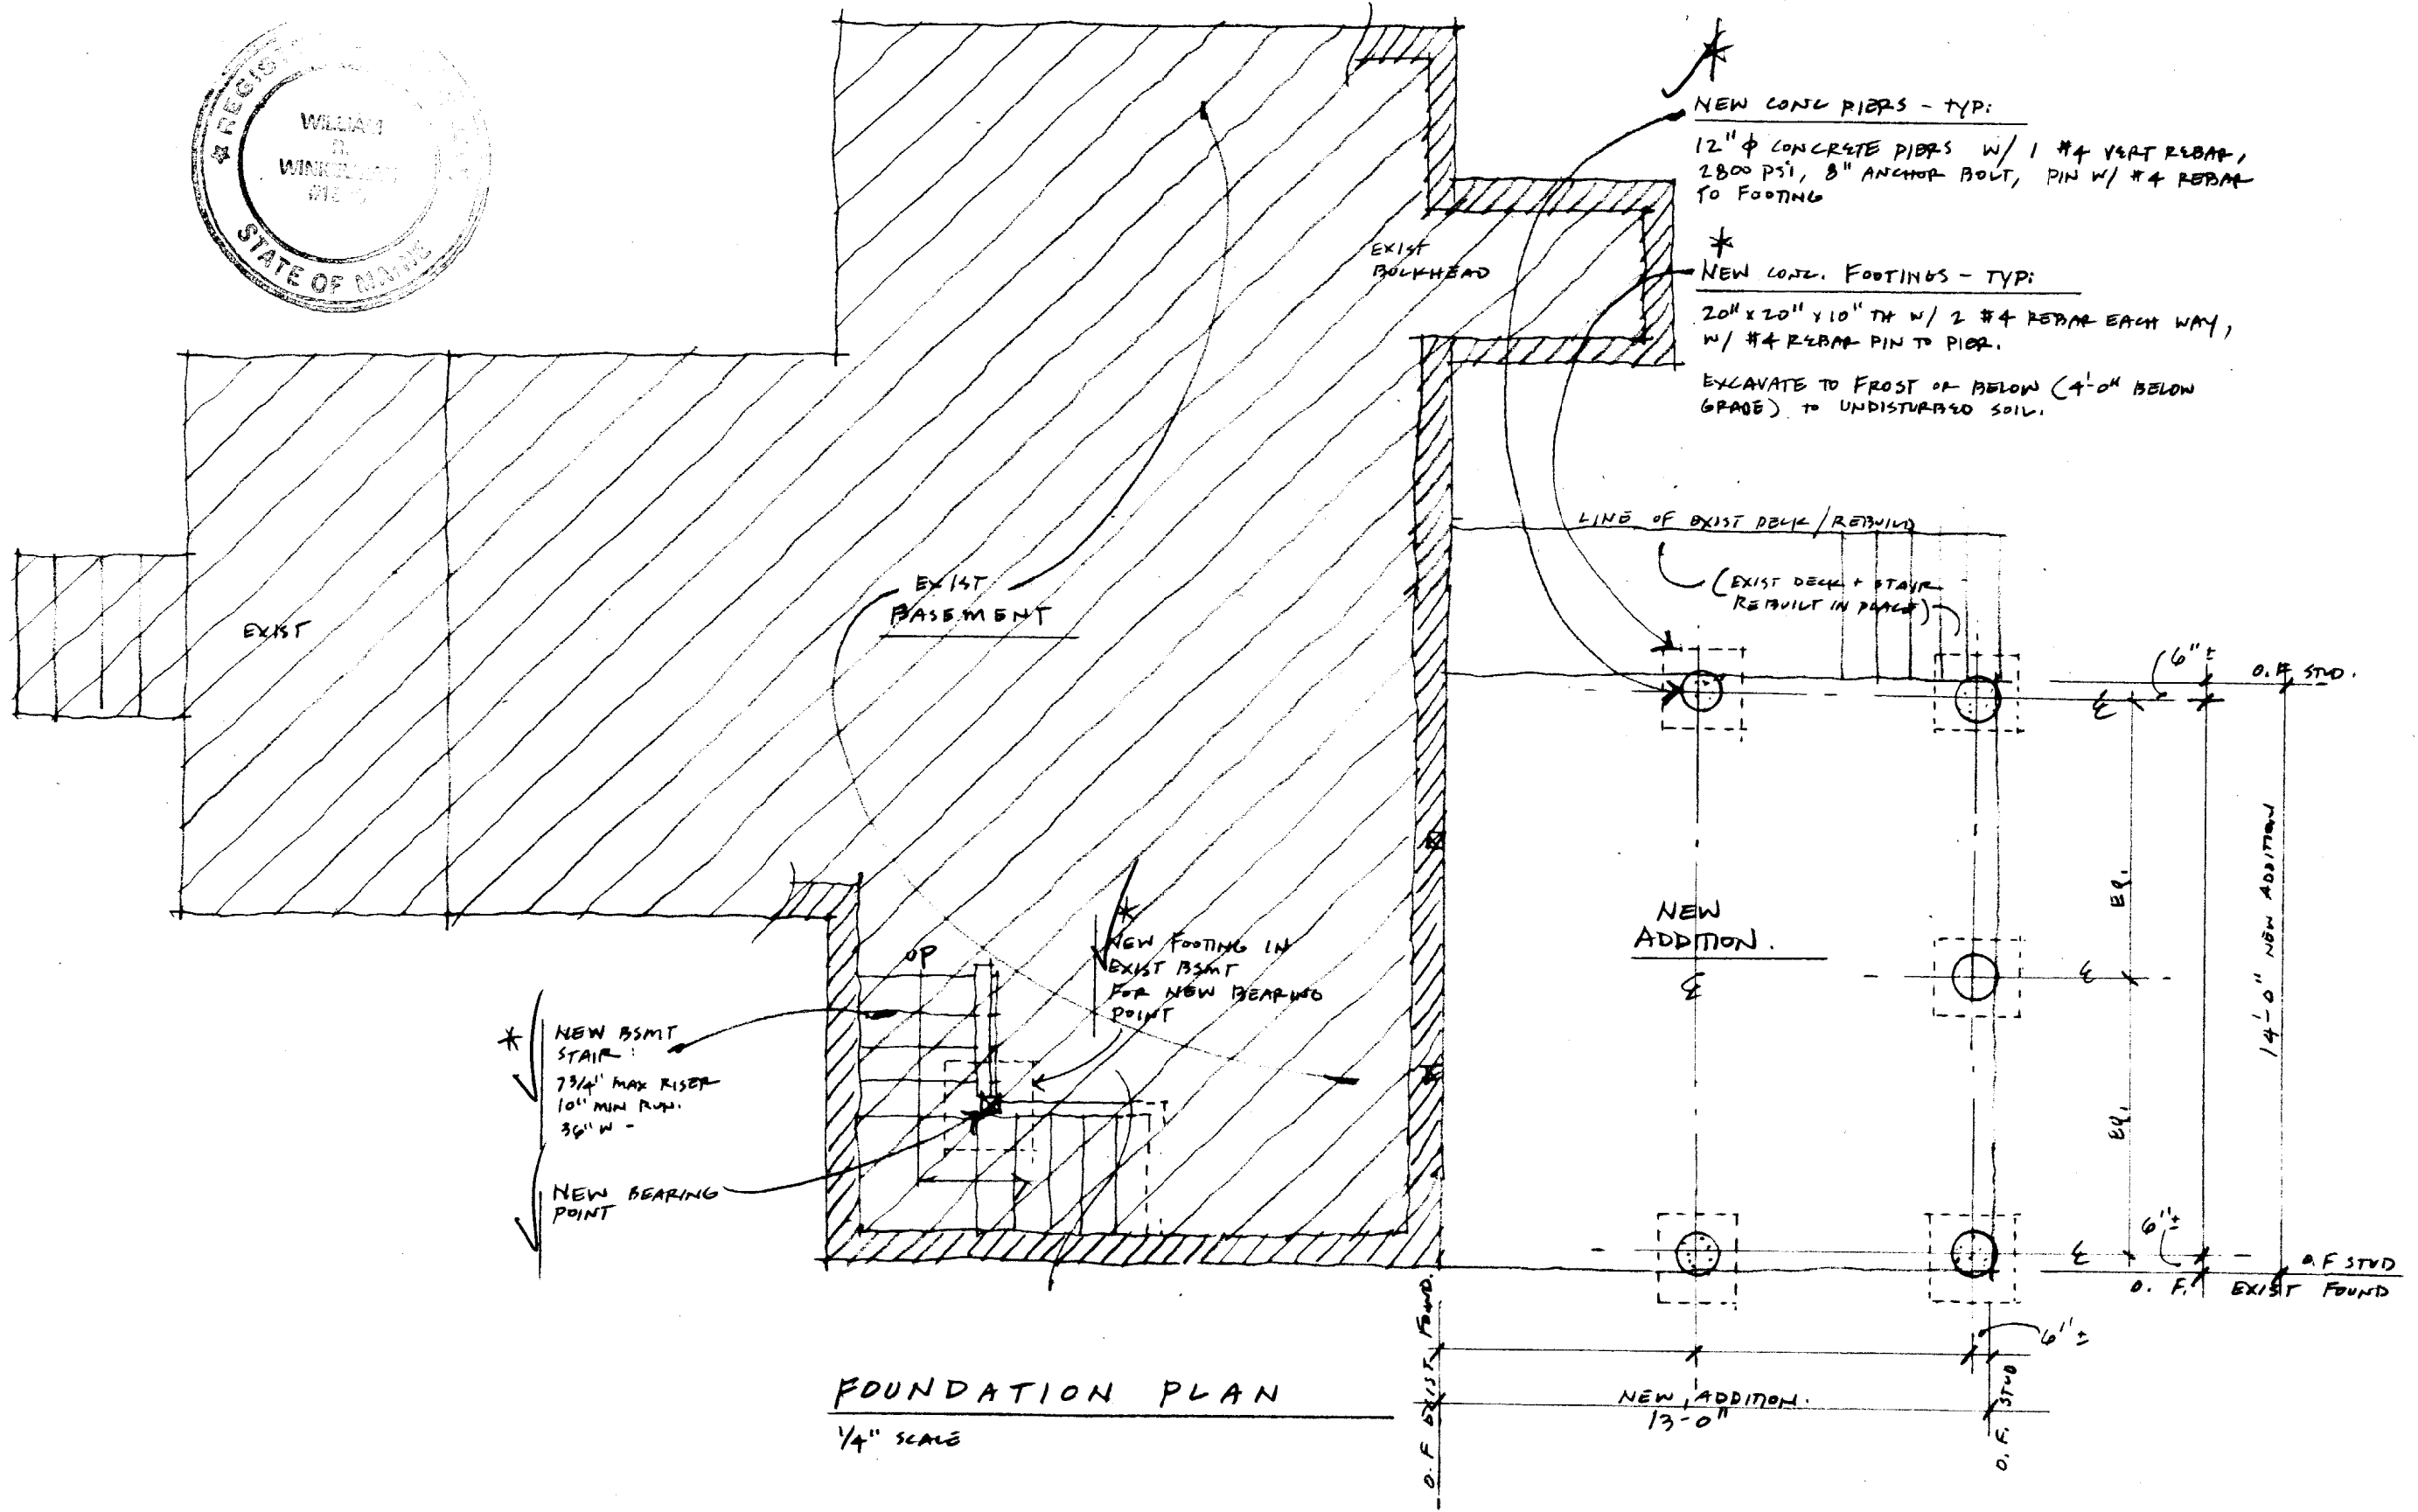 REGIST
WILLIAM
R.
STATE OF MAINE
NEW CONC PIERS - TYP:
12" ϕ CONCRETE PIERS W/ 1 #4 VERT REBAR,
2800 PSI, 8" ANCHOR BOLT, PIN W/ #4 REBAR
TO FOOTING
*
NEW CONC. FOOTINGS - TYP:
20" x 20" x 10" TH W/ 2 #4 REBAR EACH WAY,
W/ #4 REBAR PIN TO PIER.
EXCAVATE TO FROST OR BELOW (4'-0" BELOW
GRADE) TO UNDISTURBED SOIL.
EXIST
BULKHEAD
LINE OF EXIST DECK / REBUILD
(EXIST DECK + STAIR
REBUILT IN PLACE)
EXIST
BASEMENT
EXIST
6" ±
O.F. STUD.
℄
EQ.
14'-0" NEW ADDITION
NEW
ADDITION.
℄
℄
UP
*
NEW FOOTING IN
EXIST BSMT
FOR NEW BEARING
POINT
*
NEW BSMT
STAIR:
7 3/4" MAX RISER
10" MIN RUN.
36" W -
NEW BEARING
POINT
EQ.
6" ±
℄
O.F STUD
O. F. EXIST FOUND
6" ±
O.F EXIST FOUND.
NEW ADDITION.
13-0"
O.F. STUD
FOUNDATION PLAN
1/4" SCALE